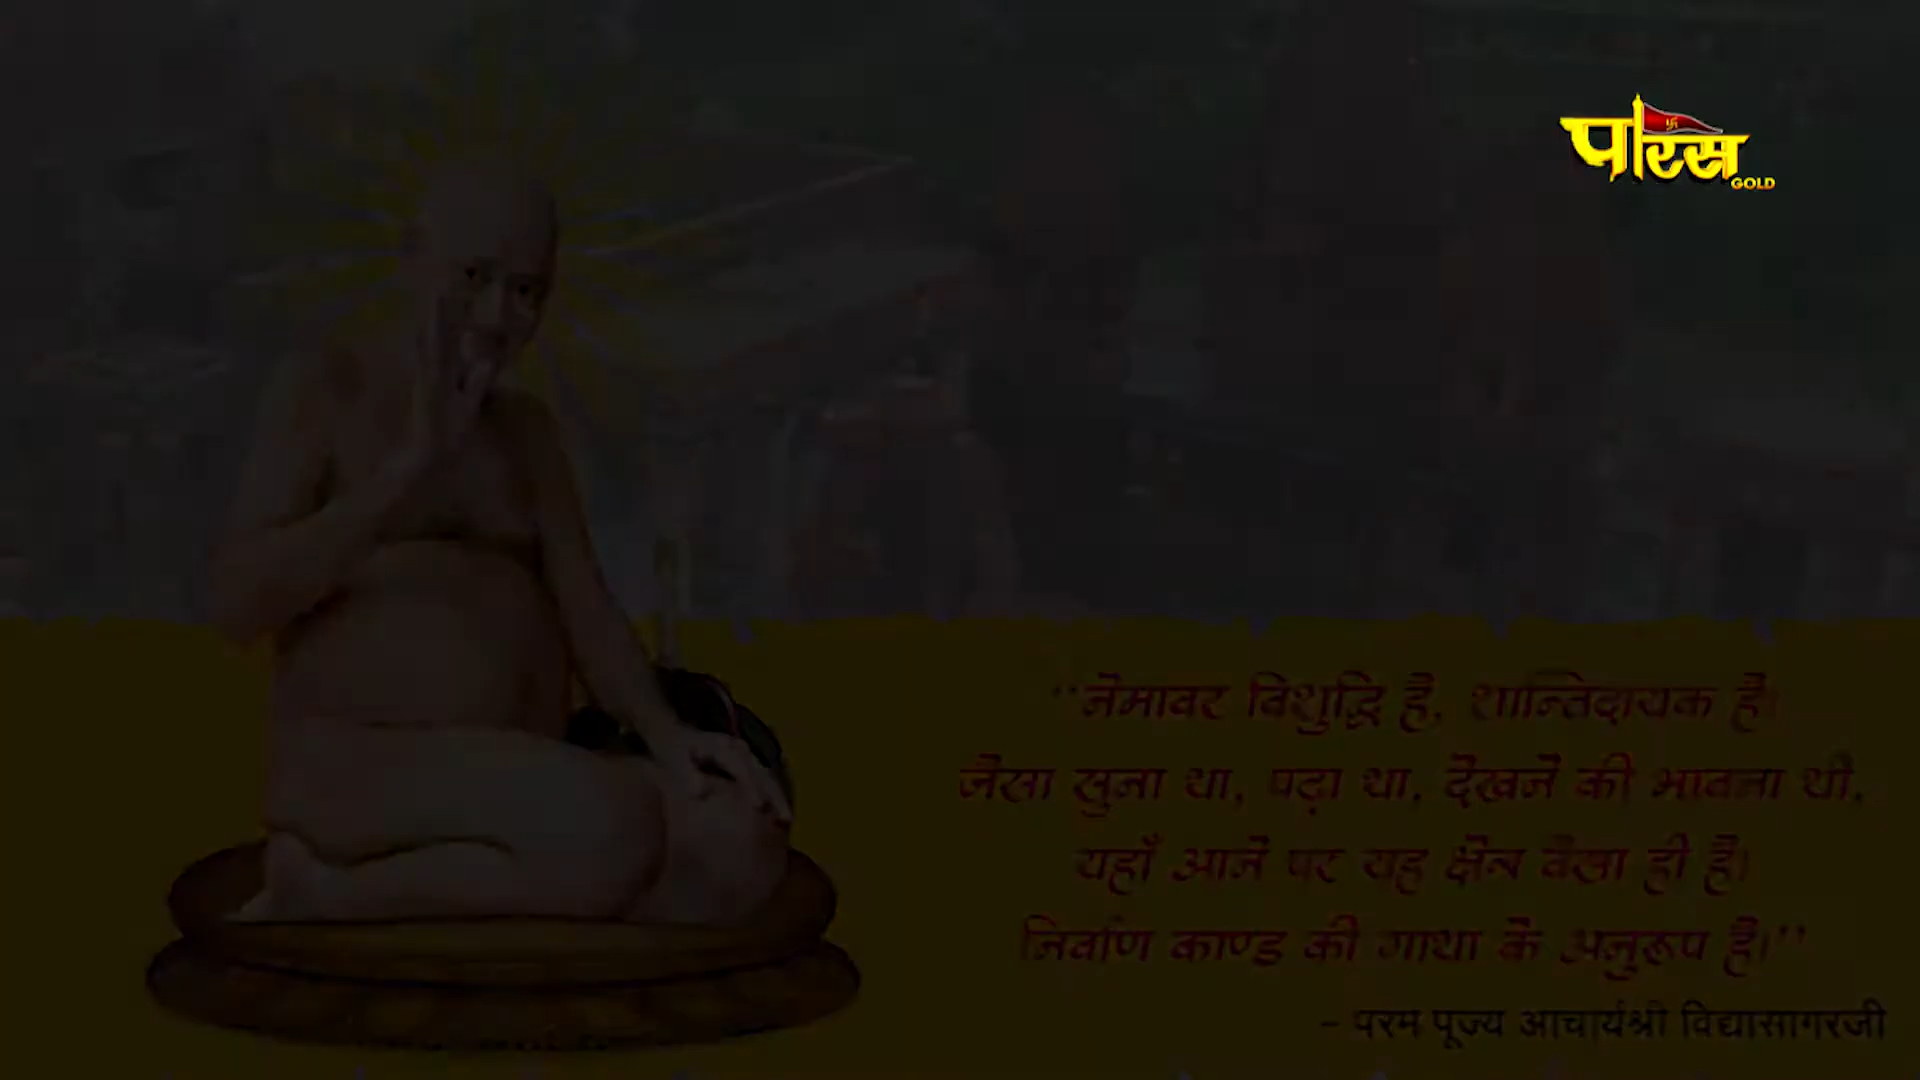 पारस
GOLD
"नेमावर विशुद्धि है, शान्तिदायक है।
जैसा सुना था, पढ़ा था, देखने की भावना थी,
यहाँ आने पर यह क्षेत्र वैसा ही है।
निर्वाण काण्ड की गाथा के अनुरूप है।"
- परम पूज्य आचार्यश्री विद्यासागरजी